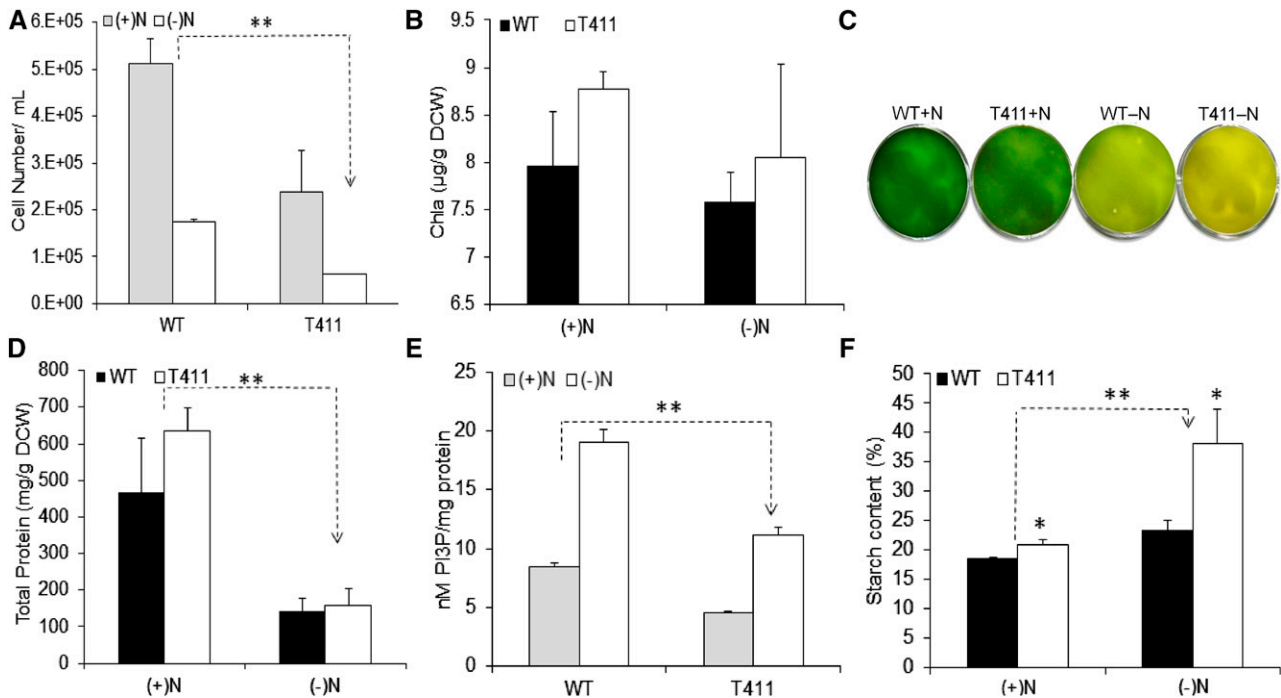 A
(+)N (-)N
**
6.E+05
5.E+05
4.E+05
3.E+05
2.E+05
1.E+05
0.E+00
Cell Number/ mL
WT T411
B
WT T411
9.5
9
8.5
8
7.5
7
6.5
Chla (µg/g DCW)
(+)N (-)N
C
WT+N T411+N WT–N T411–N
D
WT T411
**
800
700
600
500
400
300
200
100
0
Total Protein (mg/g DCW)
(+)N (-)N
E
(+)N (-)N
**
25
20
15
10
5
0
nM PI3P/mg protein
WT T411
F
WT T411
** *
*
50
45
40
35
30
25
20
15
10
5
0
Starch content (%)
(+)N (-)N